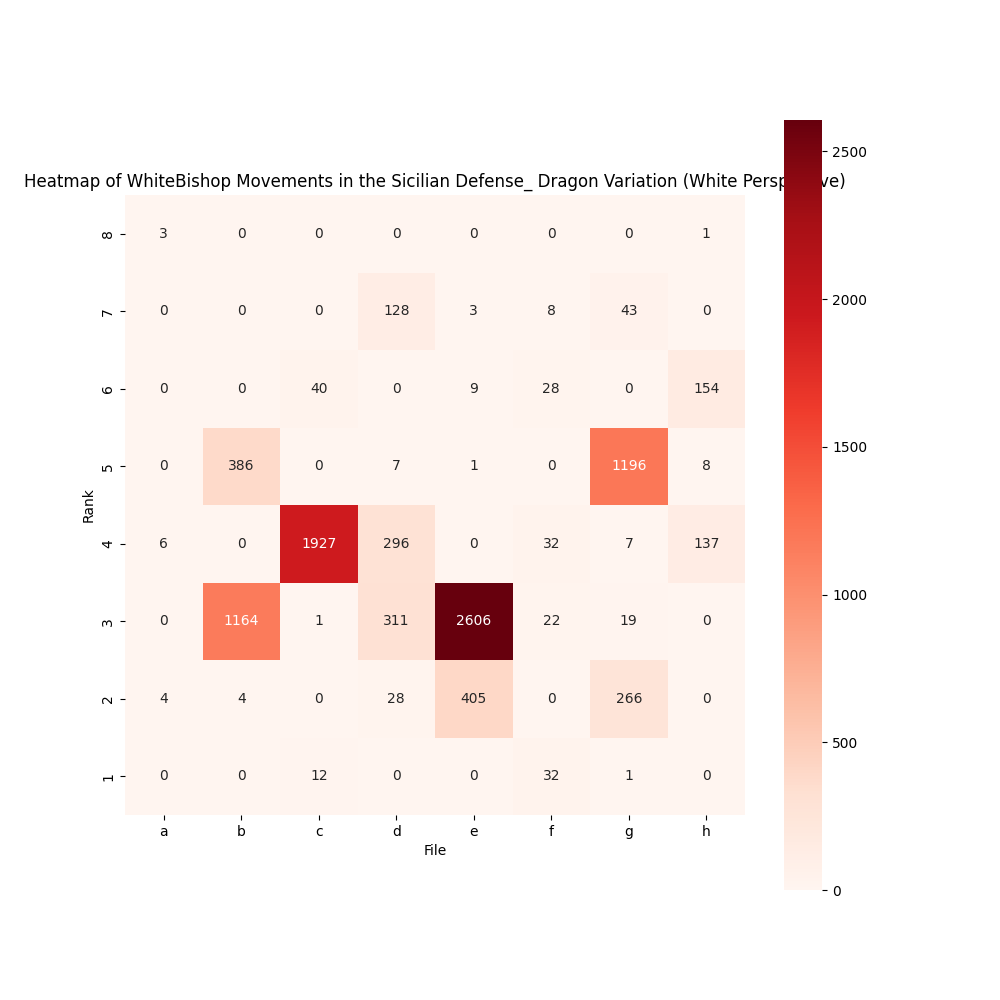 Heatmap of WhiteBishop Movements in the Sicilian Defense_ Dragon Variation (White Perspective)
8 3 0 0 0 0 0 0 1
7 0 0 0 128 3 8 43 0
6 0 0 40 0 9 28 0 154
5 0 386 0 7 1 0 1196 8
4 6 0 1927 296 0 32 7 137
3 0 1164 1 311 2606 22 19 0
2 4 4 0 28 405 0 266 0
1 0 0 12 0 0 32 1 0
a b c d e f g h
File
Rank
2500
2000
1500
1000
500
0